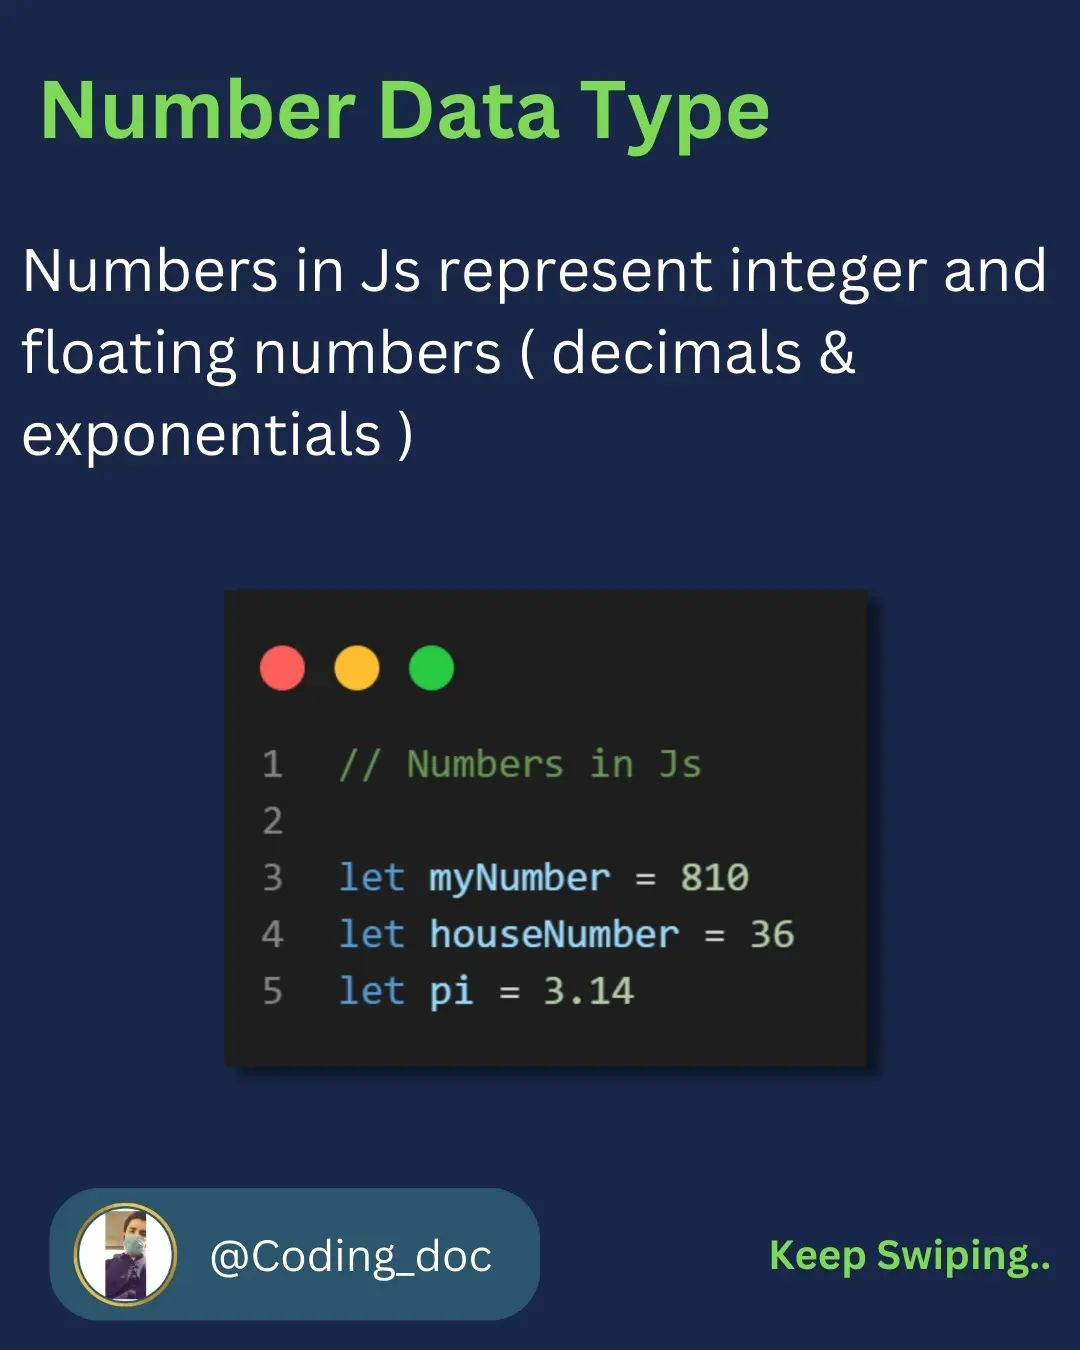 Number Data Type
Numbers in Js represent integer and
floating numbers ( decimals &
exponentials )
1 // Numbers in Js
2
3 let myNumber = 810
4 let houseNumber = 36
5 let pi = 3.14
@Coding_doc
Keep Swiping..